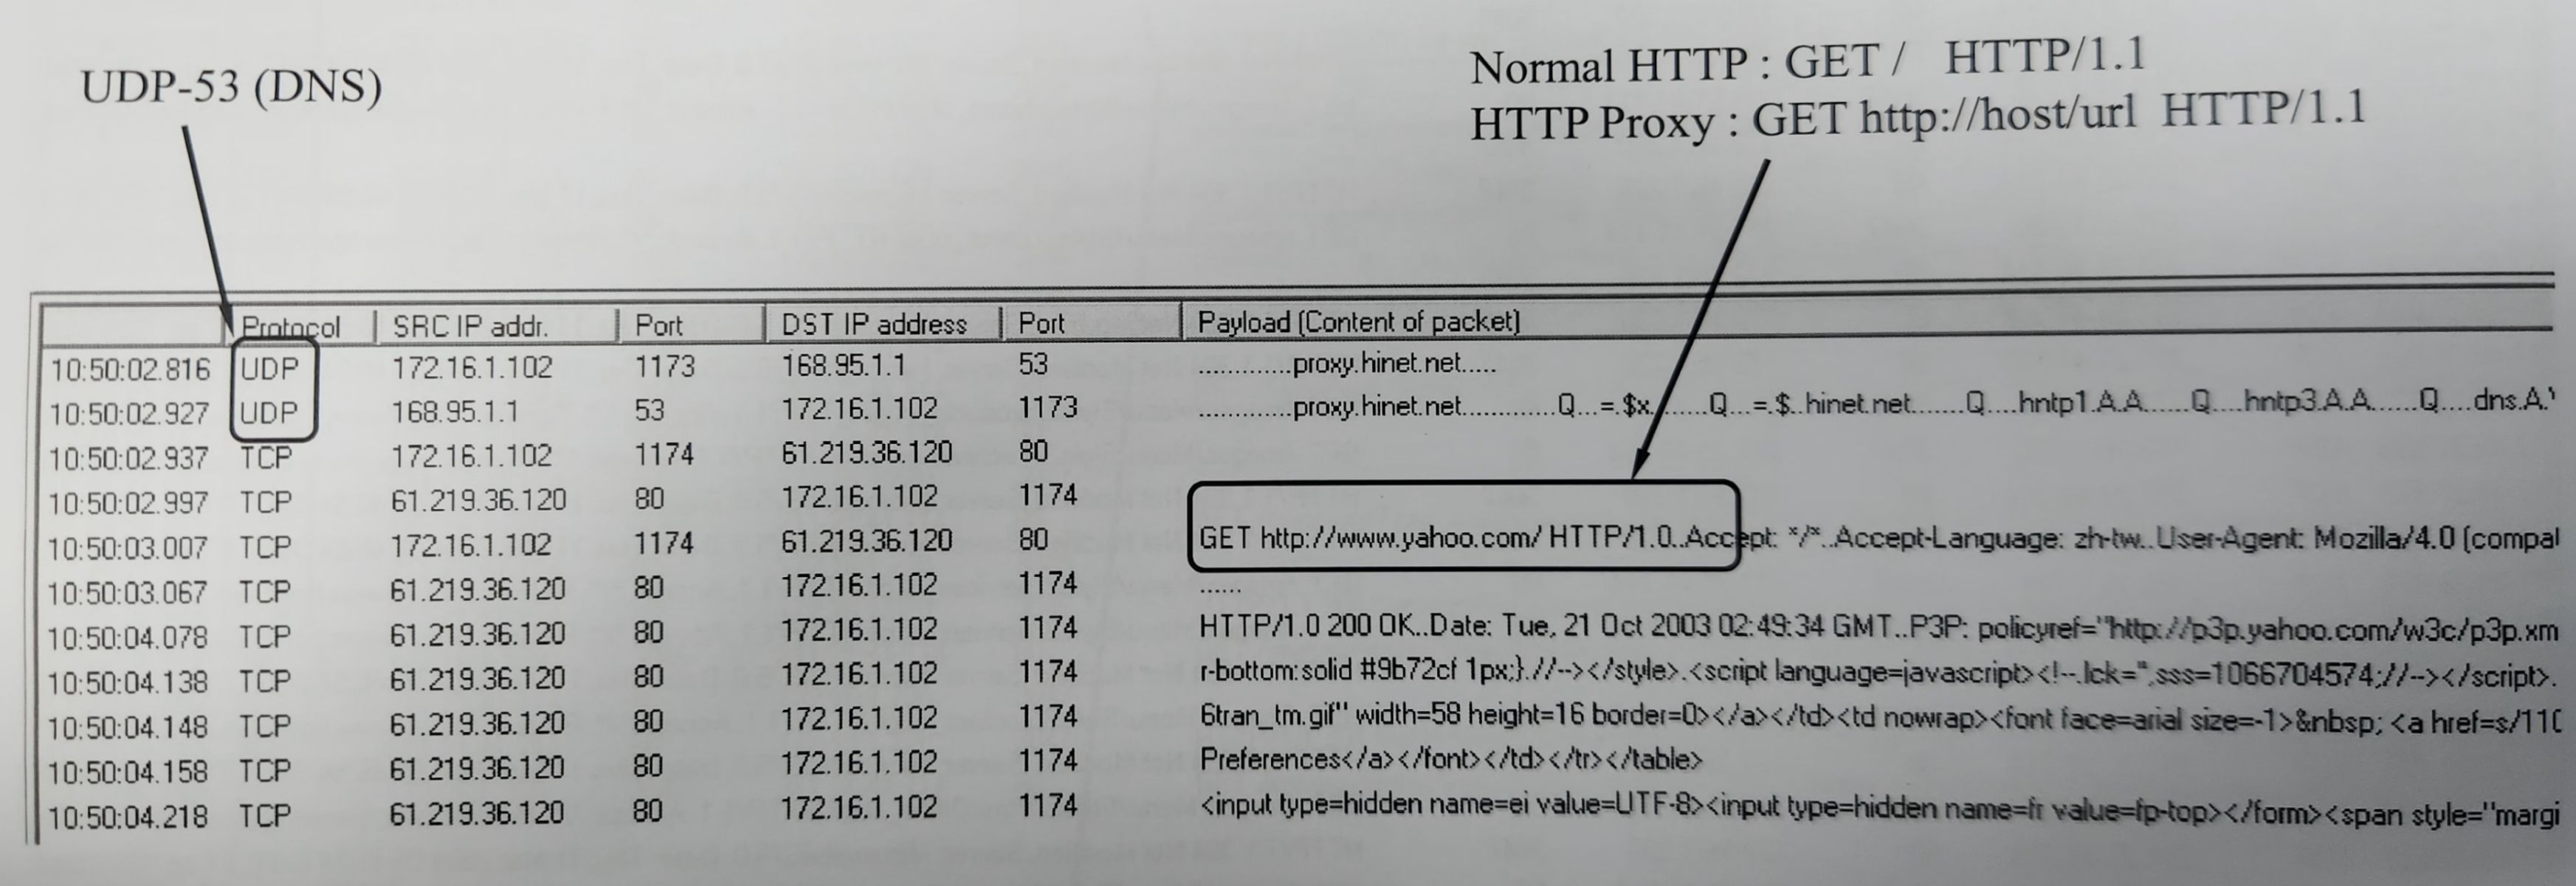 UDP-53 (DNS)
Normal HTTP : GET / HTTP/1.1
HTTP Proxy : GET http://host/url HTTP/1.1
Protocol SRC IP addr. Port DST IP address Port Payload (Content of packet)
10:50:02.816 UDP 172.16.1.102 1173 168.95.1.1 53 .............proxy.hinet.net.....
10:50:02.927 UDP 168.95.1.1 53 172.16.1.102 1173 .............proxy.hinet.net.............Q...=.$x........Q...=.$..hinet.net.......Q....hntp1.A.A......Q....hntp3.A.A......Q....dns.A.'
10:50:02.937 TCP 172.16.1.102 1174 61.219.36.120 80
10:50:02.997 TCP 61.219.36.120 80 172.16.1.102 1174
10:50:03.007 TCP 172.16.1.102 1174 61.219.36.120 80 GET http://www.yahoo.com/ HTTP/1.0..Accept: */*..Accept-Language: zh-tw..User-Agent: Mozilla/4.0 (compal
10:50:03.067 TCP 61.219.36.120 80 172.16.1.102 1174 ......
10:50:04.078 TCP 61.219.36.120 80 172.16.1.102 1174 HTTP/1.0 200 OK..Date: Tue, 21 Oct 2003 02:49:34 GMT..P3P: policyref="http://p3p.yahoo.com/w3c/p3p.xm
10:50:04.138 TCP 61.219.36.120 80 172.16.1.102 1174 r-bottom:solid #9b72cf 1px;}.//--></style>.<script language=javascript><!--.lck='',sss=1066704574;//--></script>.
10:50:04.148 TCP 61.219.36.120 80 172.16.1.102 1174 6tran_tm.gif" width=58 height=16 border=0></a></td><td nowrap><font face=arial size=-1>&nbsp; <a href=s/110
10:50:04.158 TCP 61.219.36.120 80 172.16.1.102 1174 Preferences</a></font></td></tr></table>
10:50:04.218 TCP 61.219.36.120 80 172.16.1.102 1174 <input type=hidden name=ei value=UTF-8><input type=hidden name=fr value=fp-top></form><span style="margi